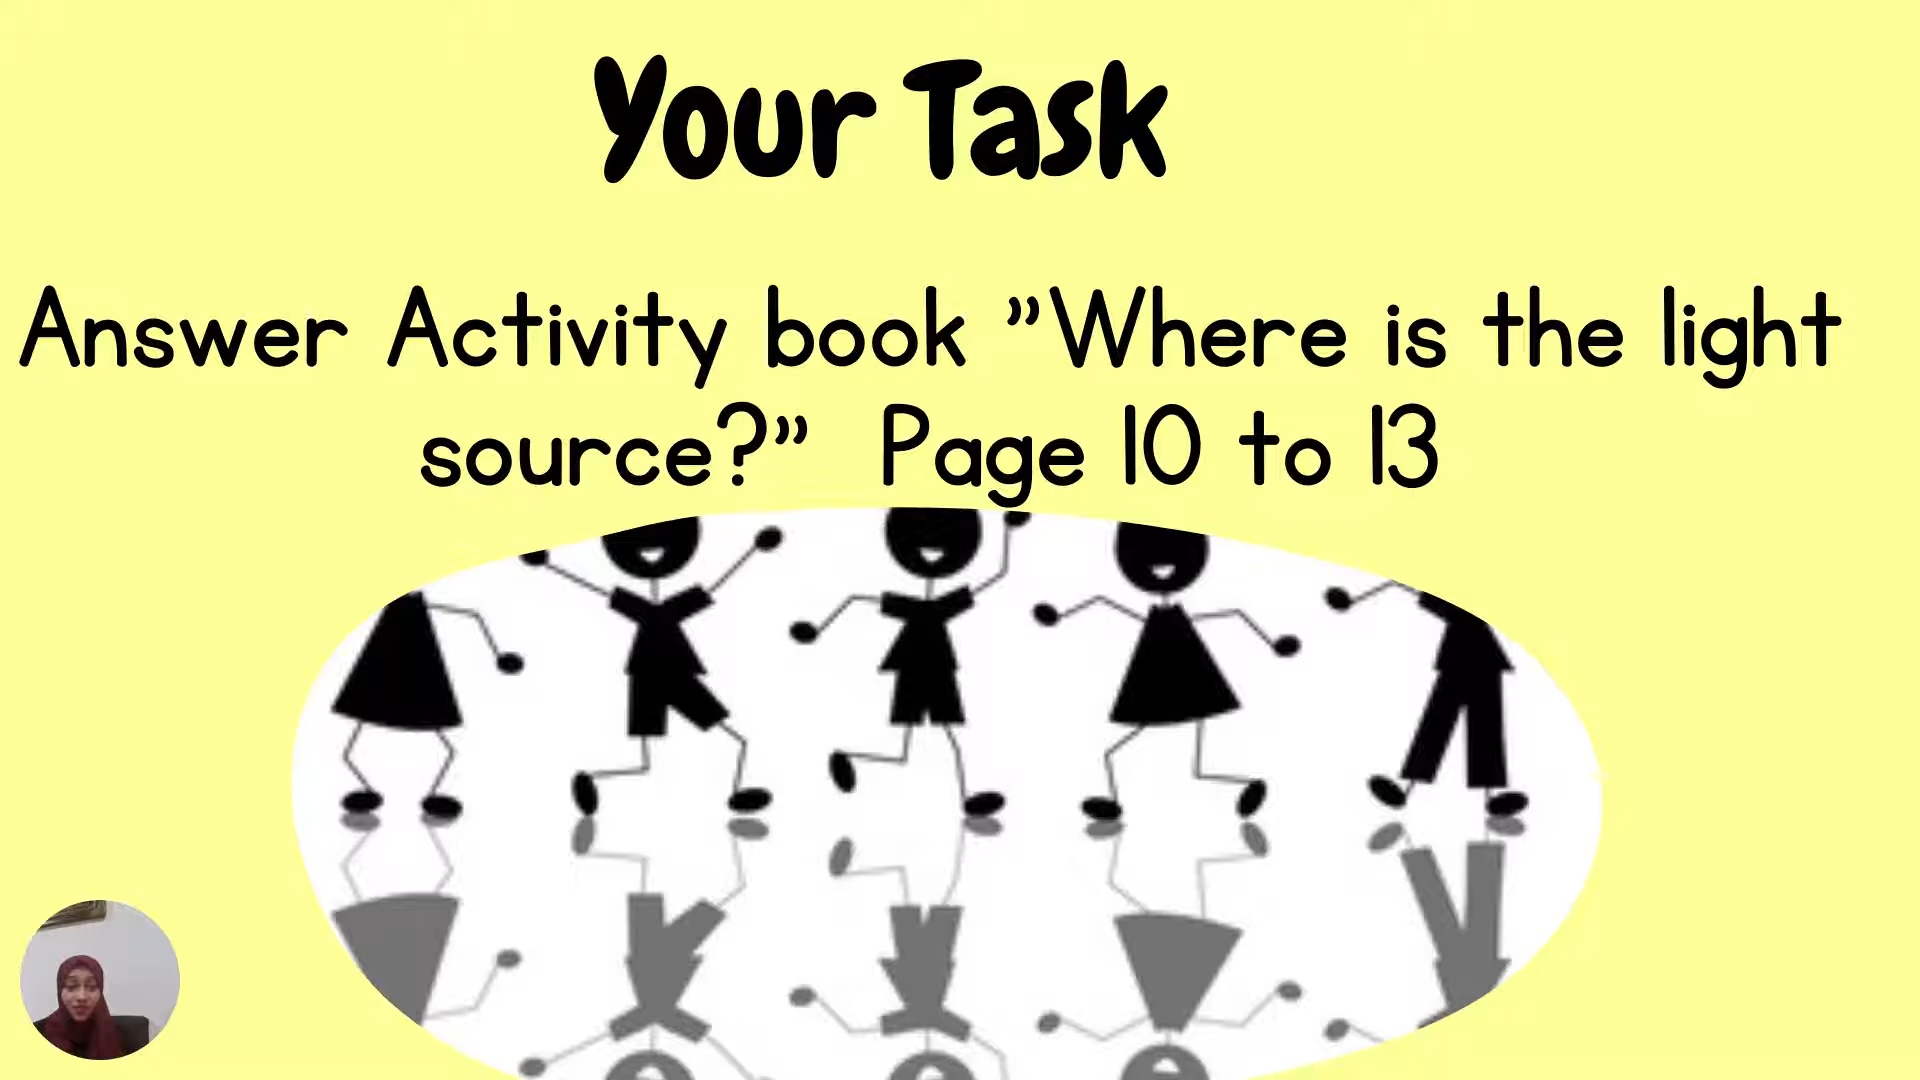 Your Task
Answer Activity book ”Where is the light
source?” Page 10 to 13